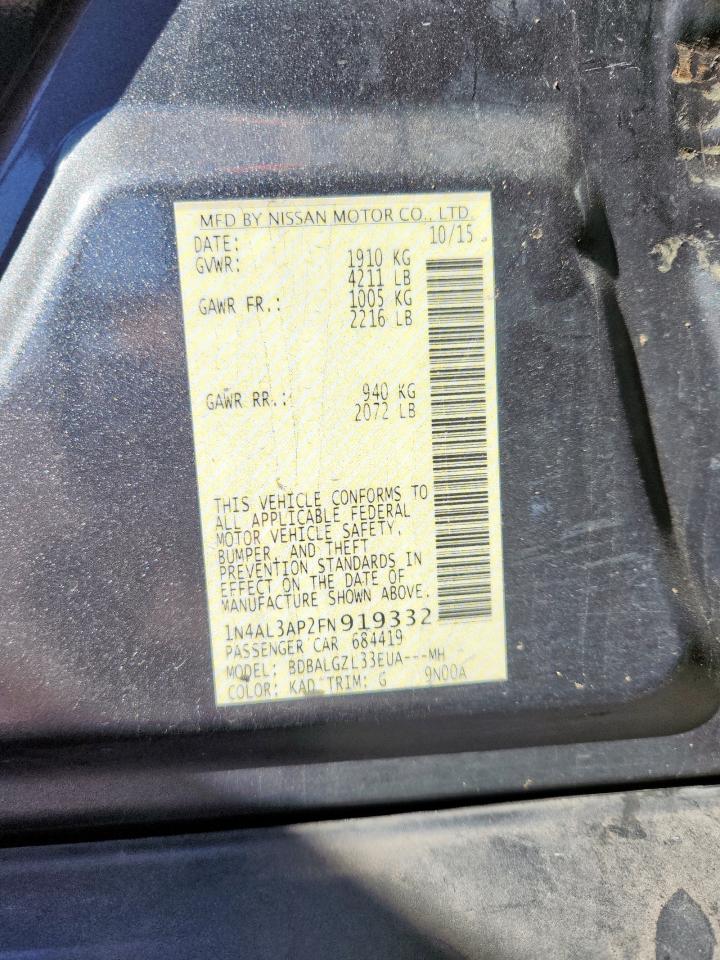 MFD BY NISSAN MOTOR CO., LTD.
DATE: 10/15
GVWR: 1910 KG
4211 LB
GAWR FR.: 1005 KG
2216 LB
GAWR RR.: 940 KG
2072 LB
THIS VEHICLE CONFORMS TO
ALL APPLICABLE FEDERAL
MOTOR VEHICLE SAFETY,
BUMPER, AND THEFT
PREVENTION STANDARDS IN
EFFECT ON THE DATE OF
MANUFACTURE SHOWN ABOVE.
1N4AL3AP2FN919332
PASSENGER CAR 684419
MODEL: BDBALGZL33EUA---MH
COLOR: KAD TRIM: G 9N00A